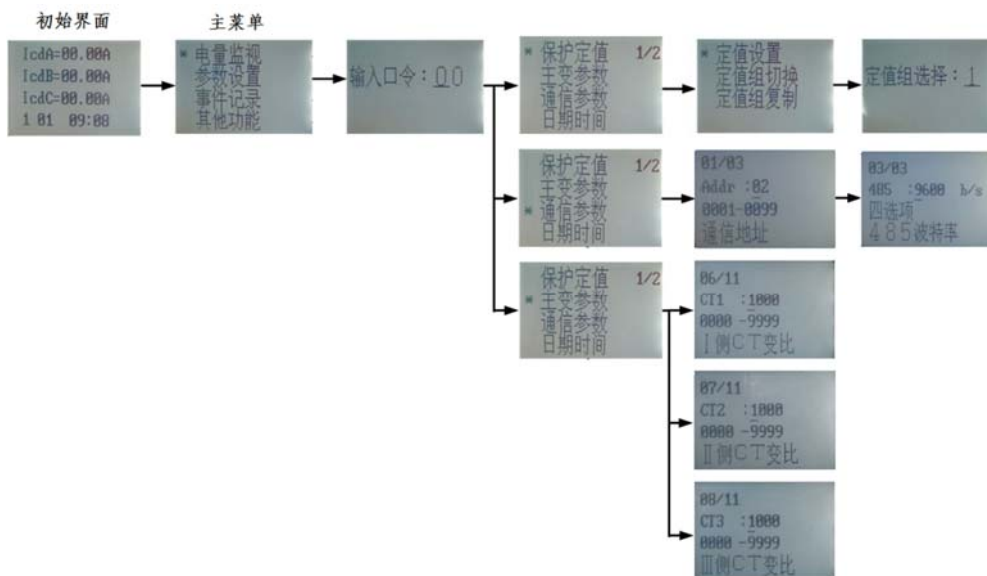 初始界面
IcdA=00.00A
IcdB=00.00A
IcdC=00.00A
1 01 09:08
主菜单
* 电量监视
参数设置
事件记录
其他功能
输入口令：00
* 保护定值 1/2
主变参数
通信参数
日期时间
* 定值设置
定值组切换
定值组复制
定值组选择：1
保护定值 1/2
主变参数
* 通信参数
日期时间
01/03
Addr :02
0001-0099
通信地址
03/03
485 :9600 b/s
四选项
485波特率
保护定值 1/2
* 主变参数
通信参数
日期时间
06/11
CT1 :1000
0000-9999
Ⅰ侧CT变比
07/11
CT2 :1000
0000-9999
Ⅱ侧CT变比
08/11
CT3 :1000
0000-9999
Ⅲ侧CT变比